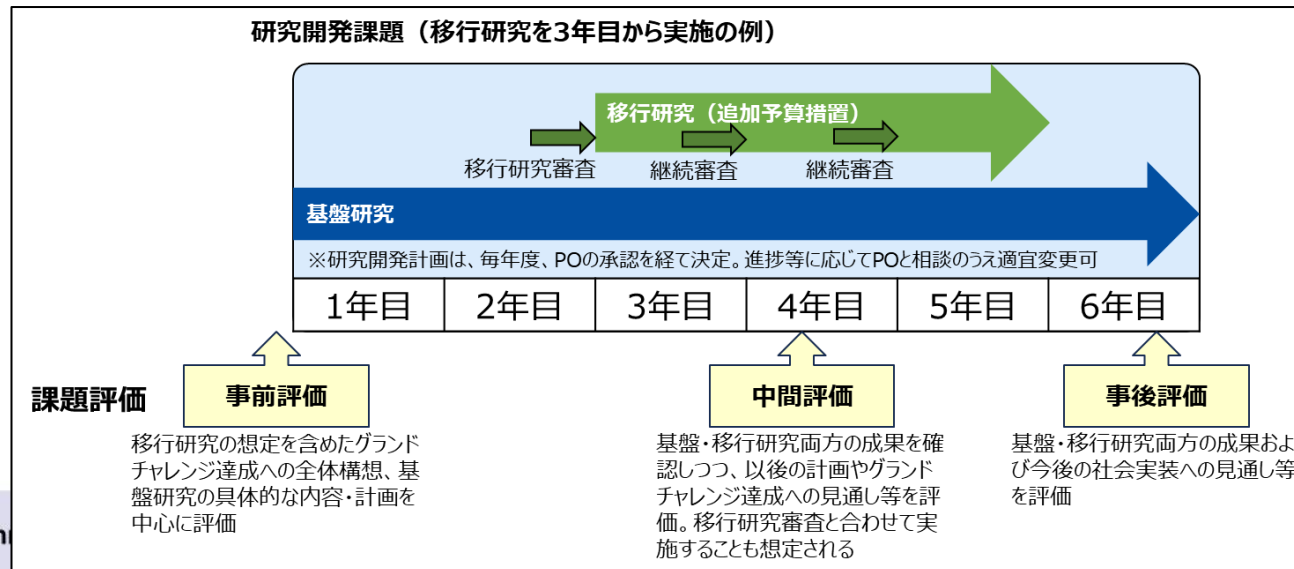 研究開発課題（移行研究を3年目から実施の例）
移行研究（追加予算措置）
移行研究審査
継続審査
継続審査
基盤研究
※研究開発計画は、毎年度、POの承認を経て決定。進捗等に応じてPOと相談のうえ適宜変更可
1年目
2年目
3年目
4年目
5年目
6年目
課題評価
事前評価
移行研究の想定を含めたグランド
チャレンジ達成への全体構想、基
盤研究の具体的な内容・計画を
中心に評価
中間評価
基盤・移行研究両方の成果を確
認しつつ、以後の計画やグランド
チャレンジ達成への見通し等を評
価。移行研究審査と合わせて実
施することも想定される
事後評価
基盤・移行研究両方の成果およ
び今後の社会実装への見通し等
を評価